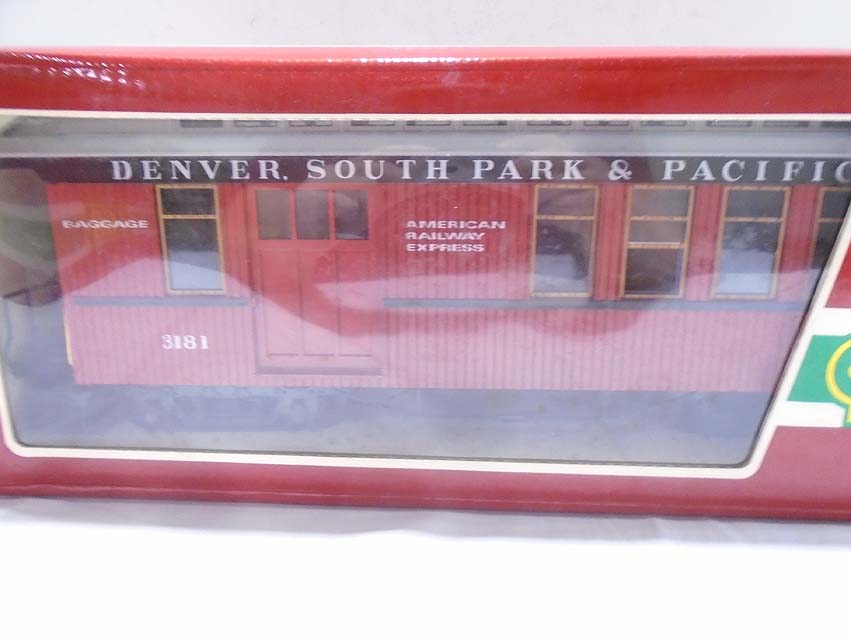 DENVER, SOUTH PARK & PACIFIC
BAGGAGE
AMERICAN
RAILWAY
EXPRESS
3181